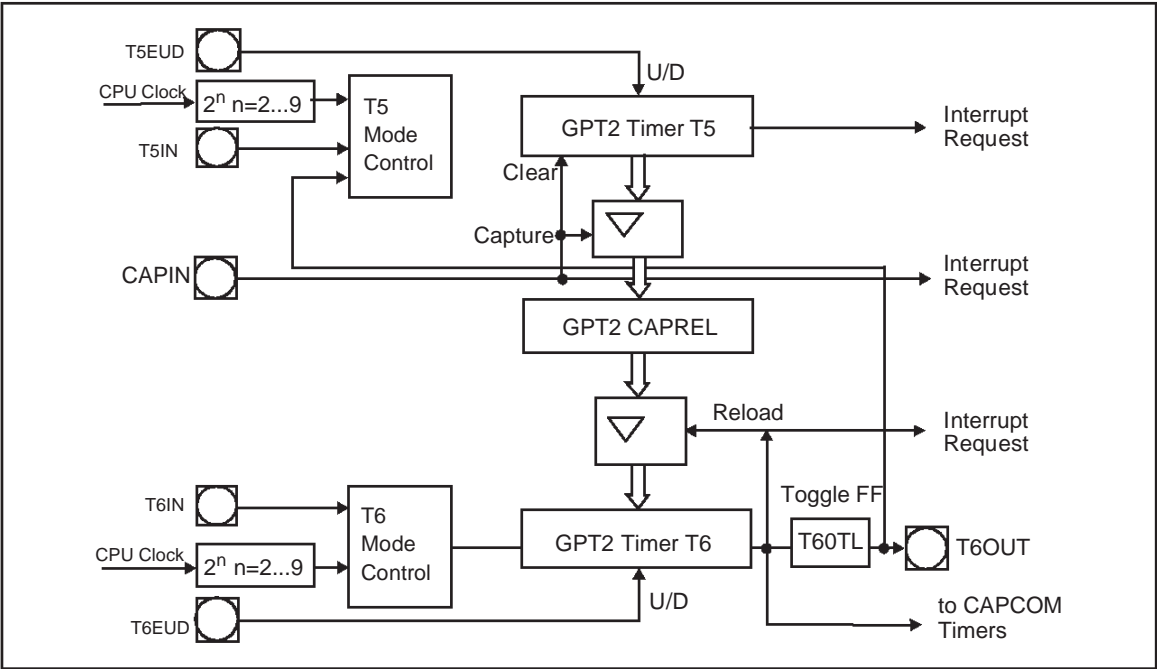 T5EUD
U/D
CPU Clock
2ⁿ n=2...9
T5
Mode
Control
GPT2 Timer T5
Interrupt
Request
T5IN
Clear
Capture
CAPIN
Interrupt
Request
GPT2 CAPREL
Reload
Interrupt
Request
T6IN
T6
Mode
Control
Toggle FF
GPT2 Timer T6
T60TL
T6OUT
CPU Clock
2ⁿ n=2...9
U/D
to CAPCOM
Timers
T6EUD